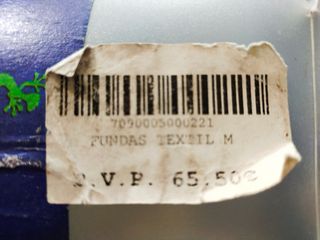 7090005000221
FUNDAS TEXTIL M
P.V.P. 65.50€